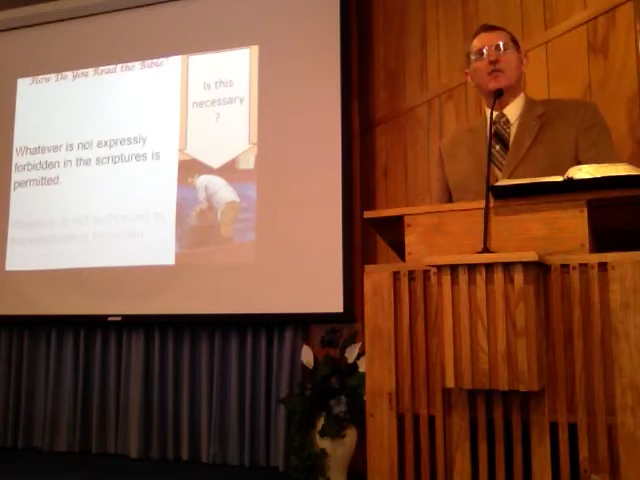 How Do You Read the Bible?
Is this
necessary
?
Whatever is not expressly
forbidden in the scriptures is
permitted.